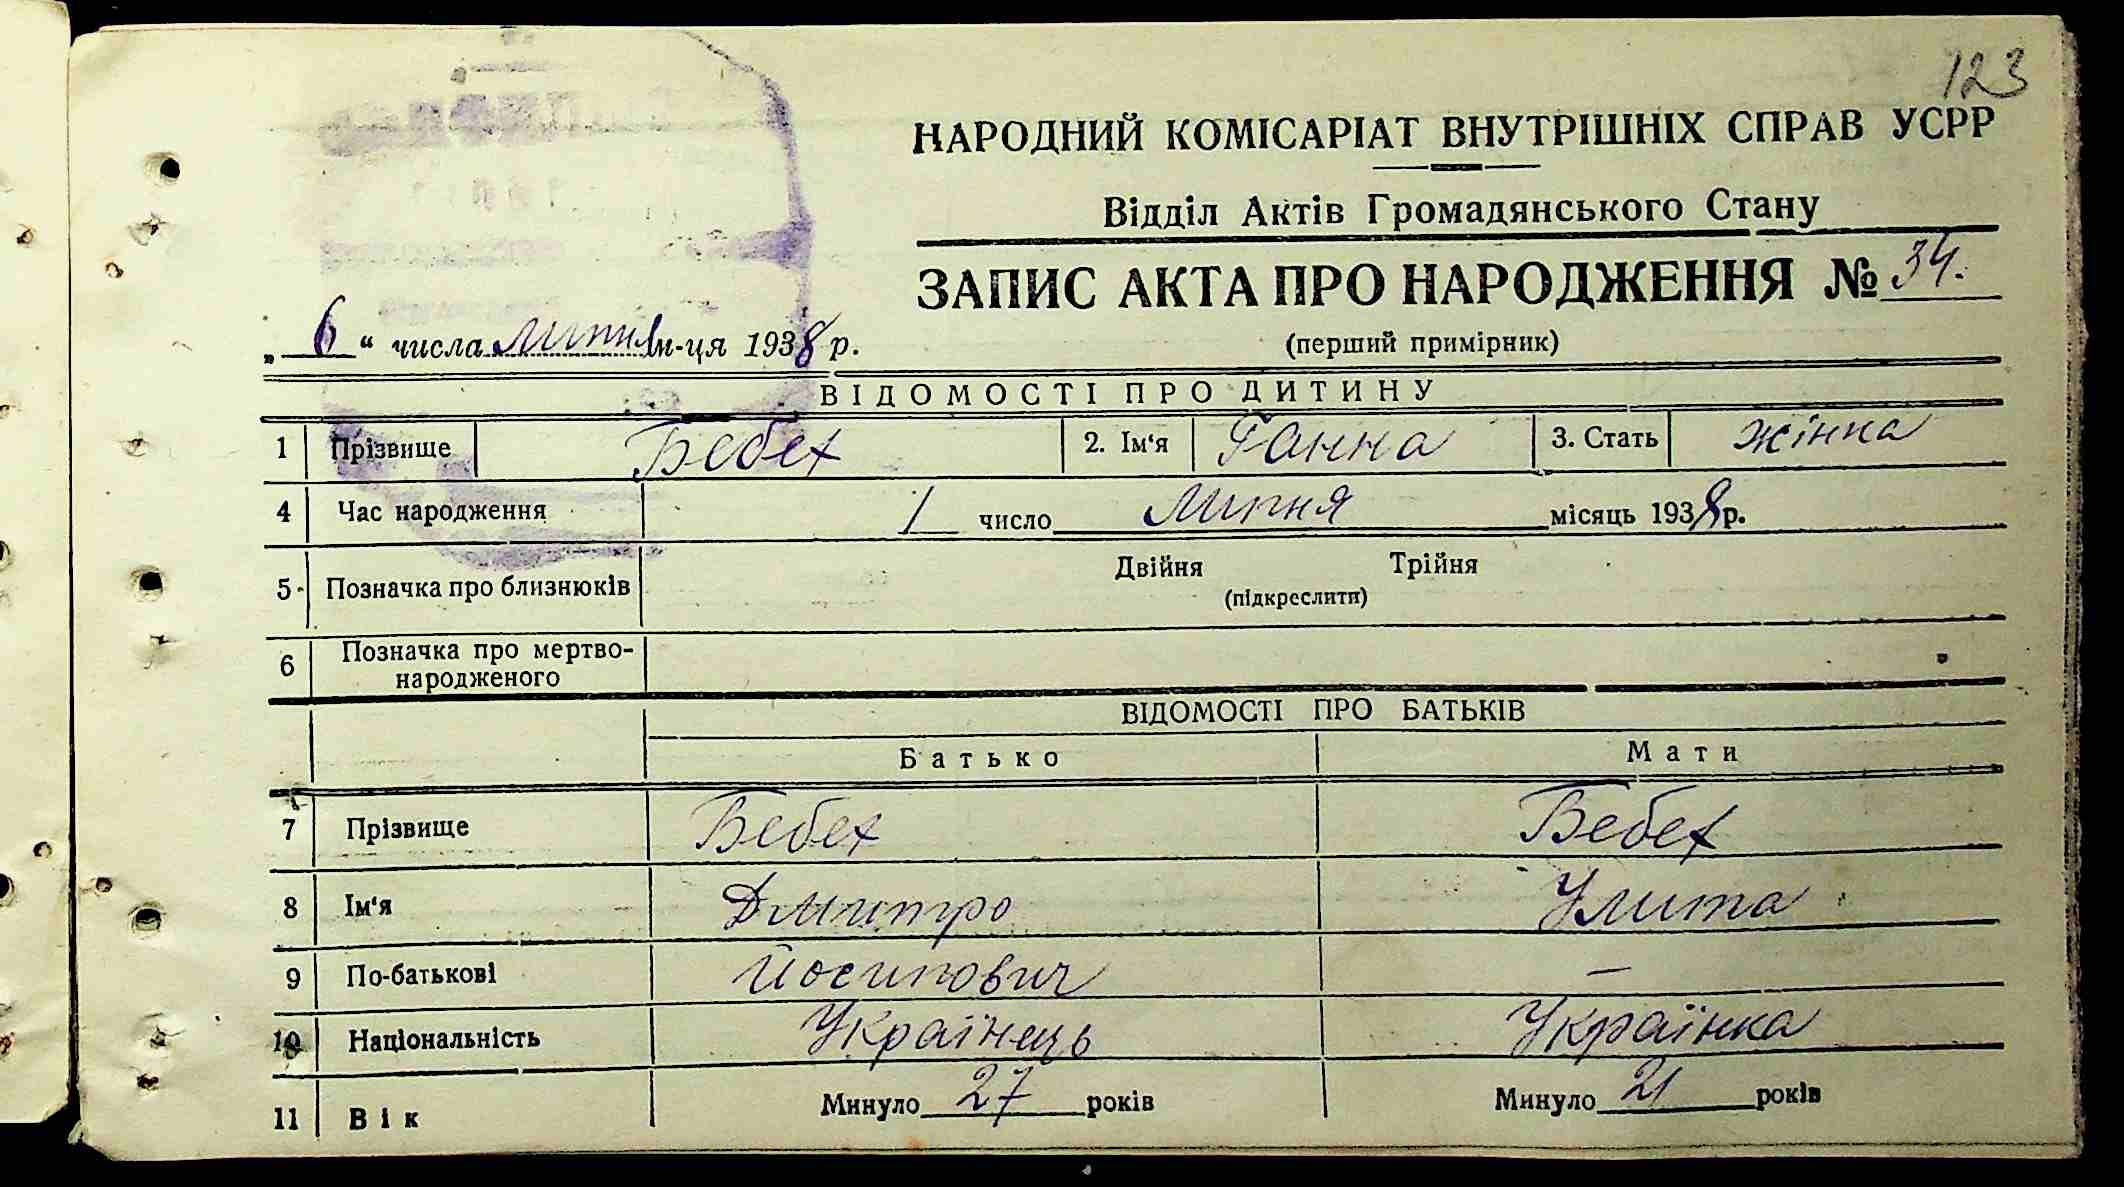 123
НАРОДНИЙ КОМІСАРІАТ ВНУТРІШНІХ СПРАВ УСРР
Відділ Актів Громадянського Стану
ЗАПИС АКТА ПРО НАРОДЖЕННЯ № 34.
„ 6 “ числа липня м-ця 1938 р.
(перший примірник)
ВІДОМОСТІ ПРО ДИТИНУ
1 Прізвище Бебех 2. Ім'я Ганна 3. Стать жінка
4 Час народження 1 число липня місяць 1938 р.
5 Позначка про близнюків Двійня Трійня
(підкреслити)
6 Позначка про мертво-
народженого
ВІДОМОСТІ ПРО БАТЬКІВ
Батько Мати
7 Прізвище Бебех Бебех
8 Ім'я Дмитро Улита
9 По-батькові Йосипович —
10 Національність Українець Українка
11 Вік Минуло 27 років Минуло 21 років